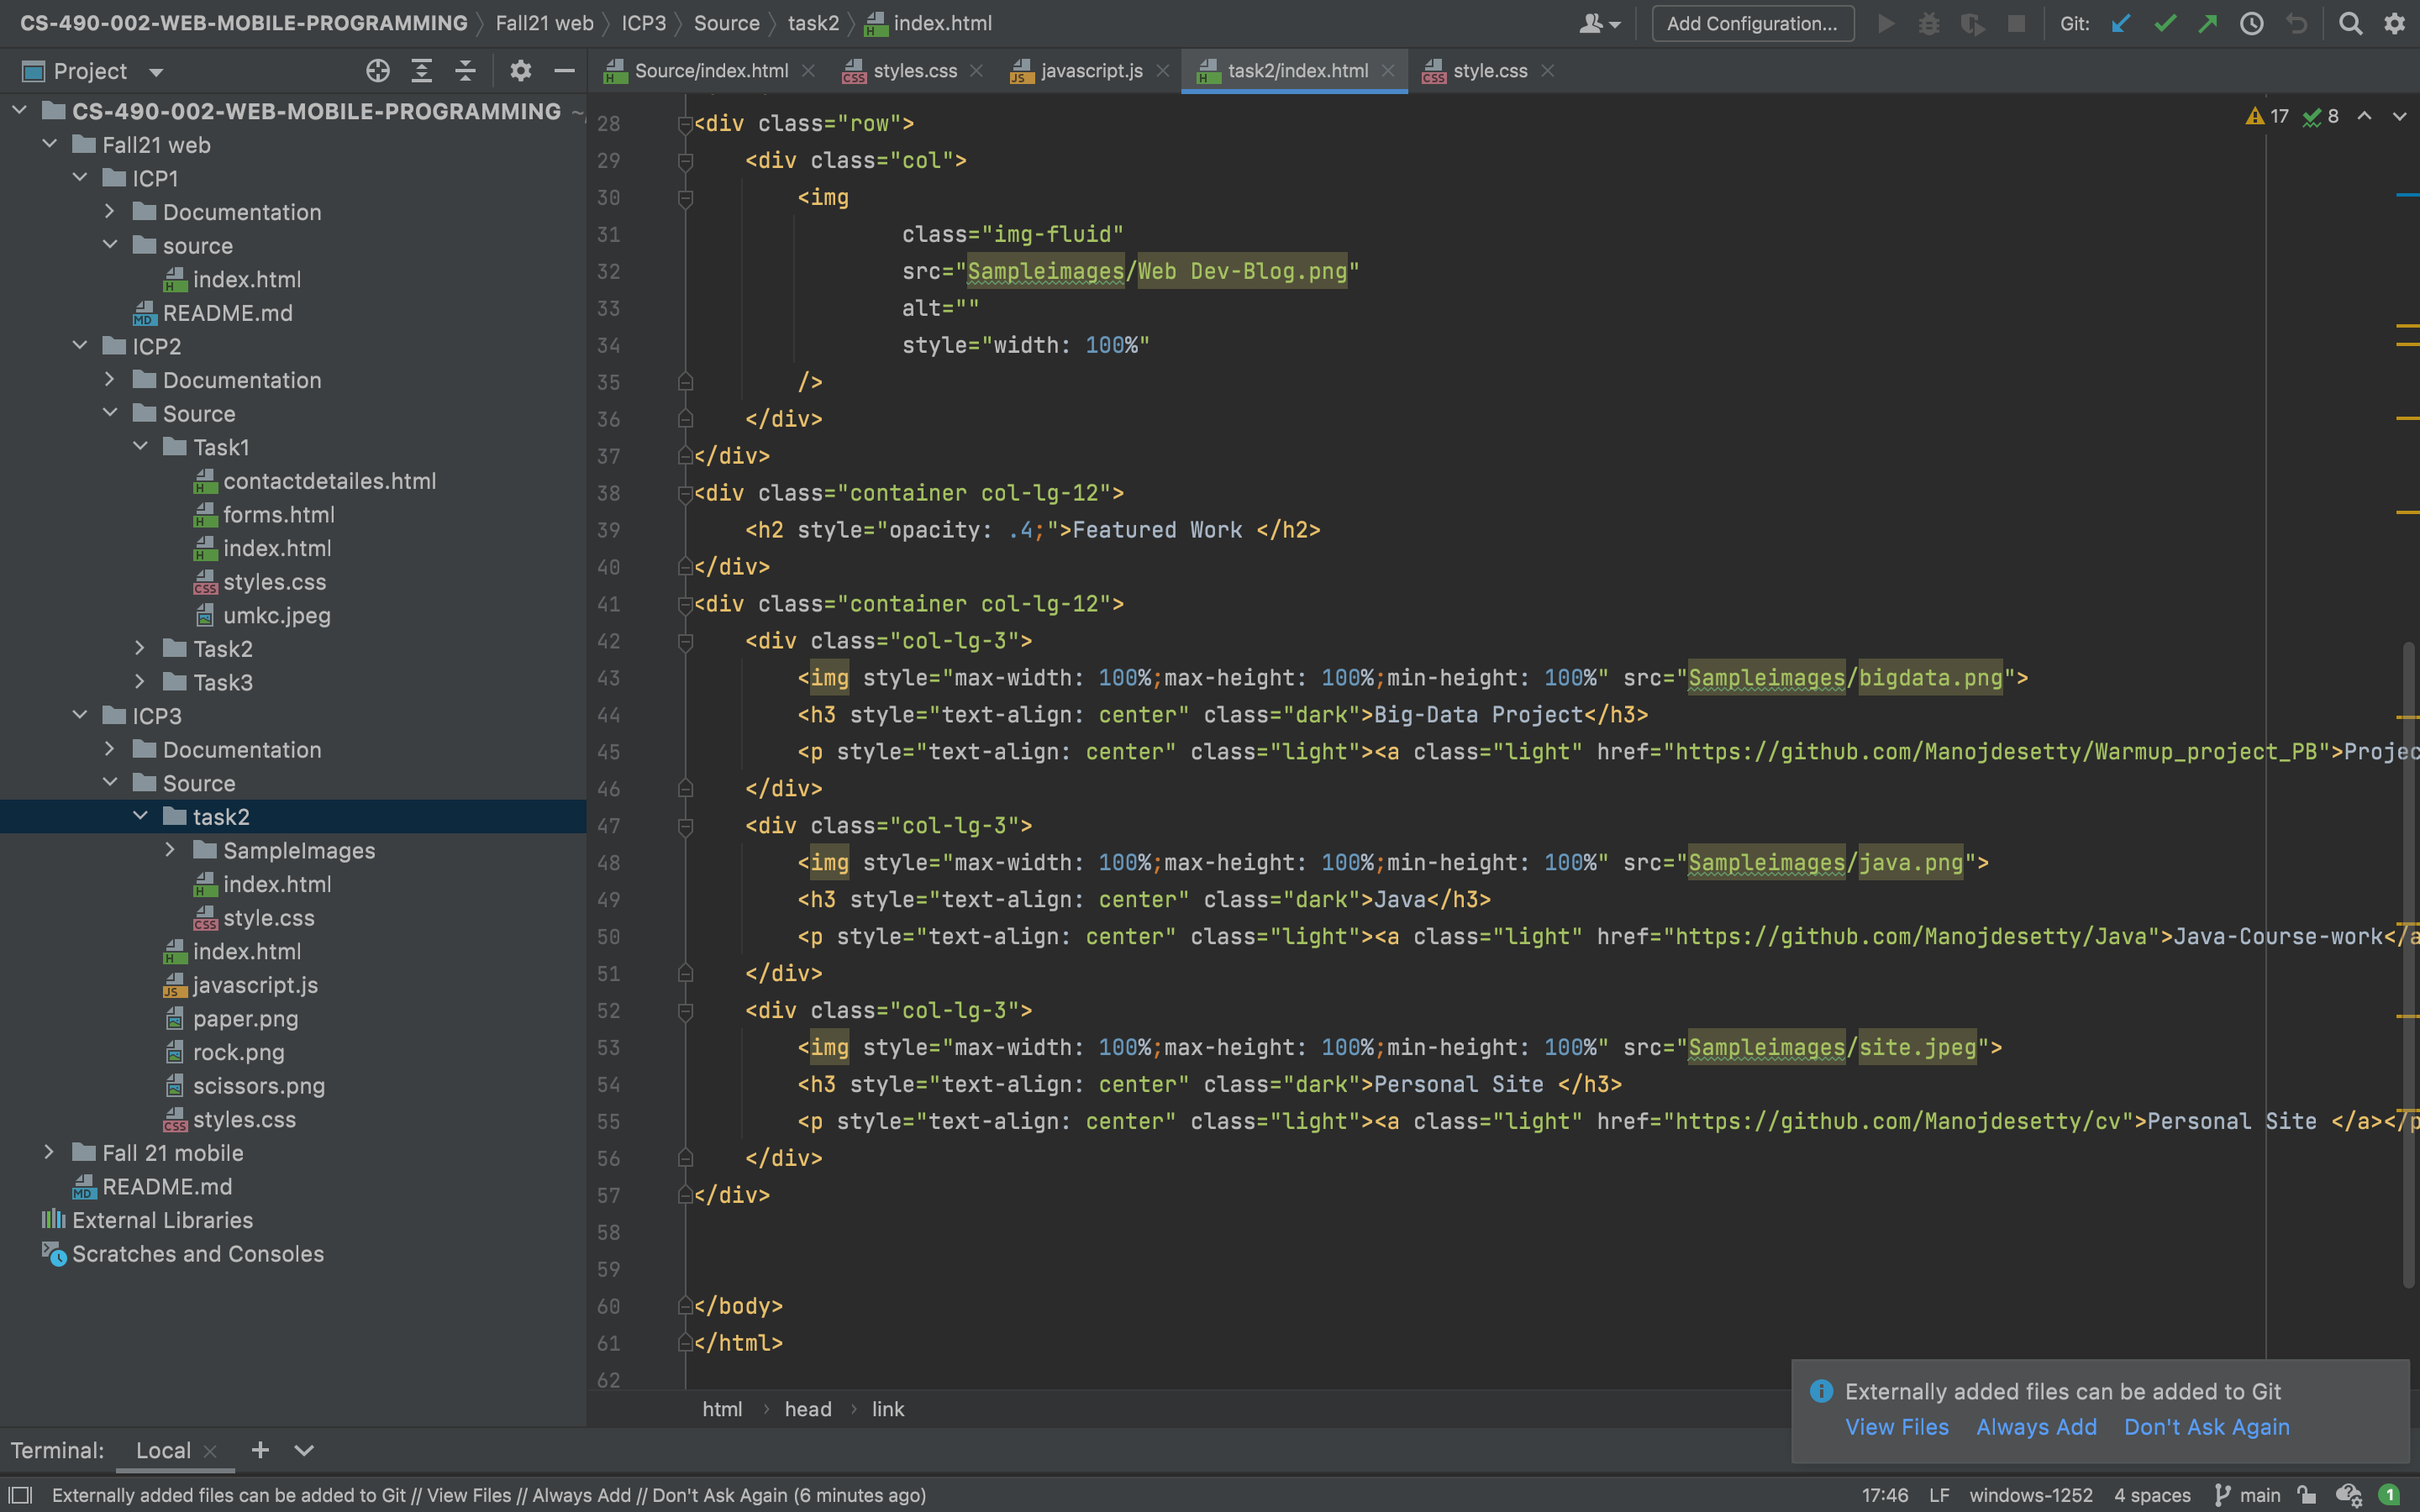 CS-490-002-WEB-MOBILE-PROGRAMMING Fall21 web ICP3 Source task2 index.html Add Configuration... Git:
Project
Source/index.html styles.css javascript.js task2/index.html style.css
CS-490-002-WEB-MOBILE-PROGRAMMING ~/
Fall21 web
ICP1
Documentation
source
index.html
README.md
ICP2
Documentation
Source
Task1
contactdetailes.html
forms.html
index.html
styles.css
umkc.jpeg
Task2
Task3
ICP3
Documentation
Source
task2
SampleImages
index.html
style.css
index.html
javascript.js
paper.png
rock.png
scissors.png
styles.css
Fall 21 mobile
README.md
External Libraries
Scratches and Consoles
17 8
28 <div class="row">
29 <div class="col">
30 <img
31 class="img-fluid"
32 src="Sampleimages/Web Dev-Blog.png"
33 alt=""
34 style="width: 100%"
35 />
36 </div>
37 </div>
38 <div class="container col-lg-12">
39 <h2 style="opacity: .4;">Featured Work </h2>
40 </div>
41 <div class="container col-lg-12">
42 <div class="col-lg-3">
43 <img style="max-width: 100%;max-height: 100%;min-height: 100%" src="Sampleimages/bigdata.png">
44 <h3 style="text-align: center" class="dark">Big-Data Project</h3>
45 <p style="text-align: center" class="light"><a class="light" href="https://github.com/Manojdesetty/Warmup_project_PB">Projec
46 </div>
47 <div class="col-lg-3">
48 <img style="max-width: 100%;max-height: 100%;min-height: 100%" src="Sampleimages/java.png">
49 <h3 style="text-align: center" class="dark">Java</h3>
50 <p style="text-align: center" class="light"><a class="light" href="https://github.com/Manojdesetty/Java">Java-Course-work</a
51 </div>
52 <div class="col-lg-3">
53 <img style="max-width: 100%;max-height: 100%;min-height: 100%" src="Sampleimages/site.jpeg">
54 <h3 style="text-align: center" class="dark">Personal Site </h3>
55 <p style="text-align: center" class="light"><a class="light" href="https://github.com/Manojdesetty/cv">Personal Site </a></p
56 </div>
57 </div>
58
59
60 </body>
61 </html>
62
html head link
Externally added files can be added to Git
View Files Always Add Don't Ask Again
Terminal: Local
Externally added files can be added to Git // View Files // Always Add // Don't Ask Again (6 minutes ago) 17:46 LF windows-1252 4 spaces main 1